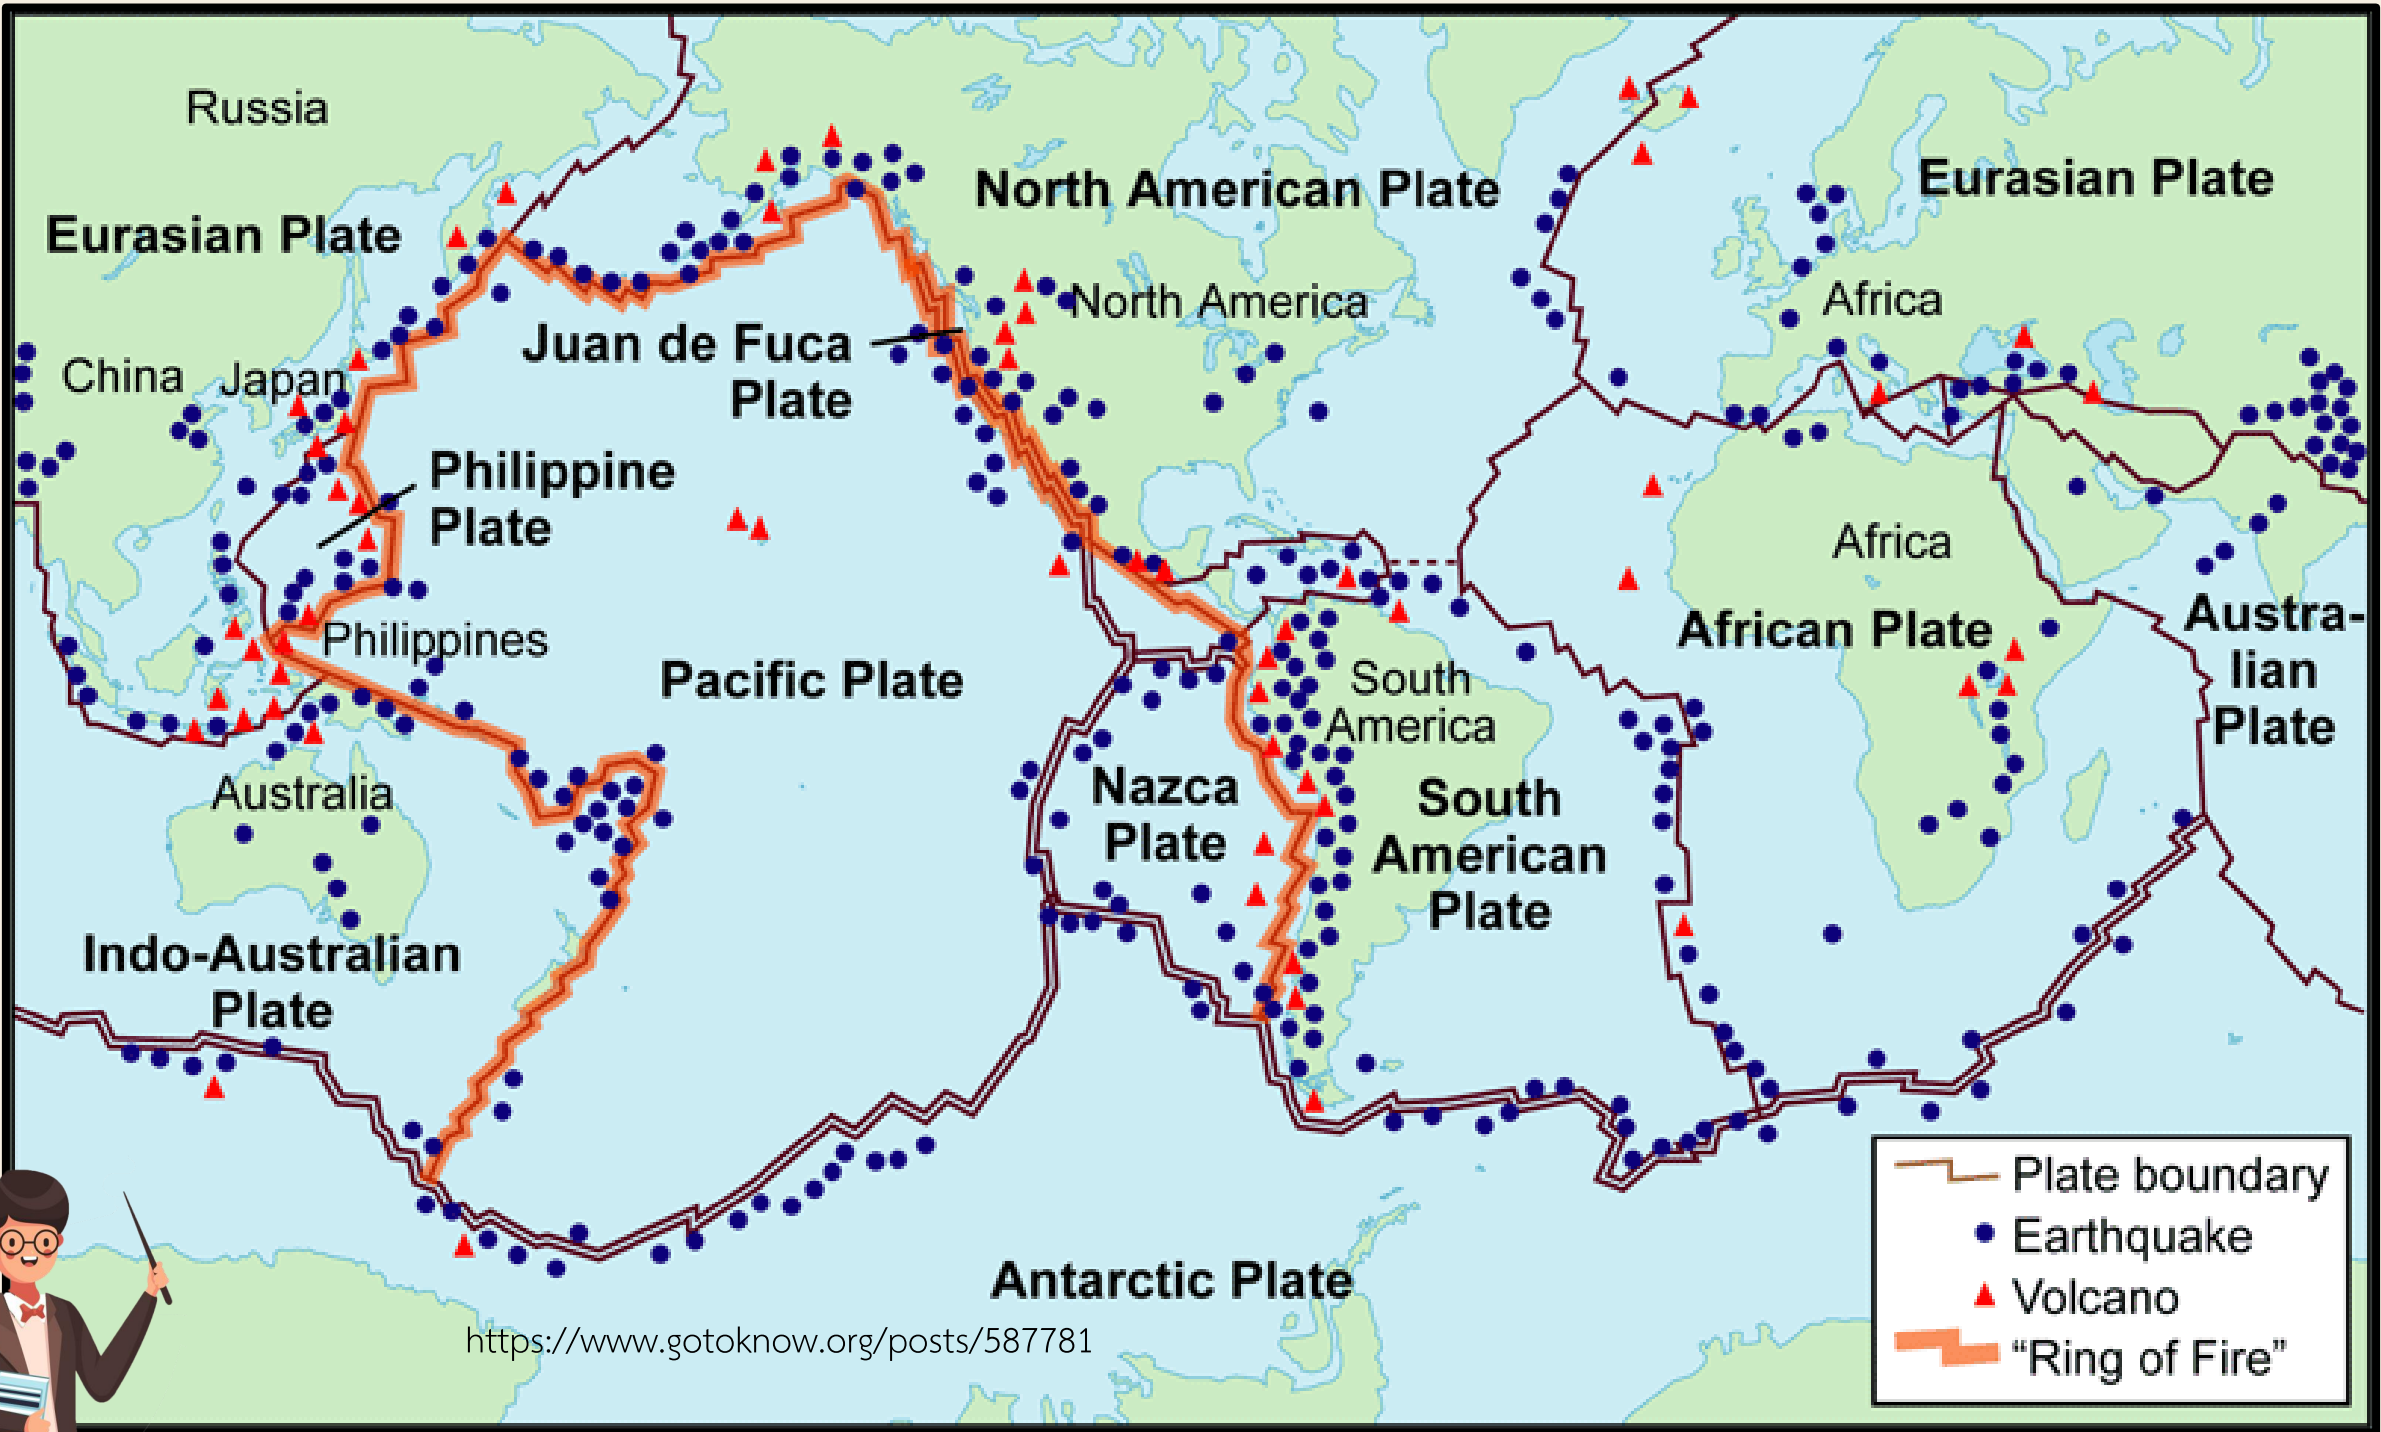 Russia
Eurasian Plate
China
Japan
Philippine
Plate
Philippines
Australia
Indo-Australian
Plate
Juan de Fuca
Plate
Pacific Plate
North American Plate
North America
Nazca
Plate
South
America
South
American
Plate
Antarctic Plate
Eurasian Plate
Africa
Africa
African Plate
Austra-
lian
Plate
Plate boundary
Earthquake
Volcano
“Ring of Fire”
https://www.gotoknow.org/posts/587781